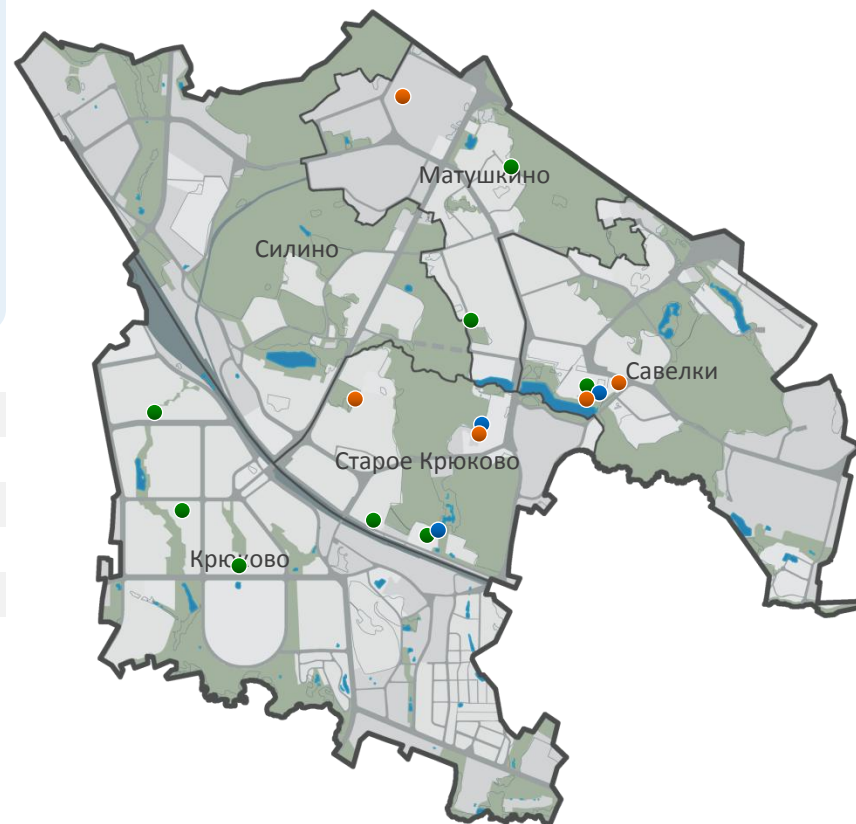 Матушкино
Силино
Савелки
Старое Крюково
Крюково